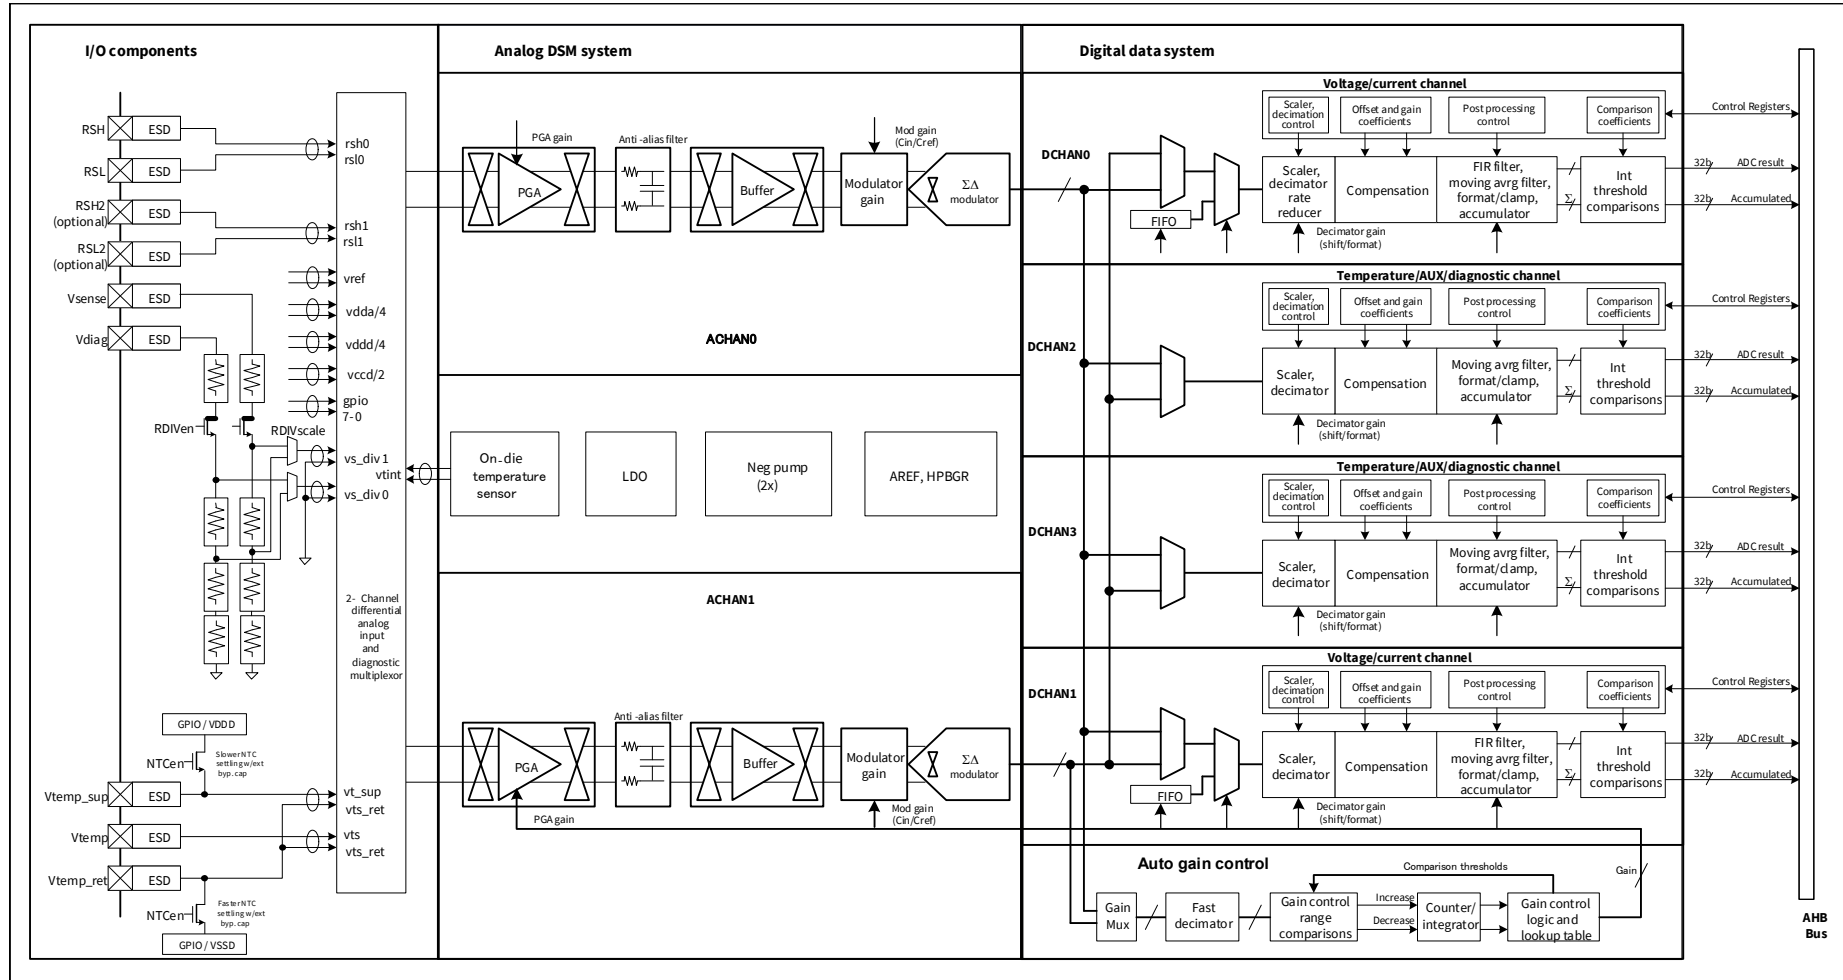 I/O components
Analog DSM system
Digital data system
RSH
ESD
RSL
ESD
RSH2
(optional)
ESD
RSL2
(optional)
ESD
Vsense
ESD
Vdiag
ESD
rsh0
rsl0
rsh1
rsl1
vref
vdda/4
vddd/4
vccd/2
gpio
7-0
RDIVen
RDIVscale
vs_div1
vtint
vs_div0
2- Channel
differential
analog
input
and
diagnostic
multiplexor
GPIO / VDDD
NTCen
Slower NTC
settling w/ext
byp. cap
Vtemp_sup
ESD
vt_sup
vts_ret
Vtemp
ESD
vts
vts_ret
Vtemp_ret
ESD
NTCen
Faster NTC
settling w/ext
byp. cap
GPIO / VSSD
PGA gain
Anti -alias filter
Mod gain
(Cin/Cref)
PGA
Buffer
Modulator
gain
ΣΔ
modulator
ACHAN0
On-die
temperature
sensor
LDO
Neg pump
(2x)
AREF, HPBGR
ACHAN1
Anti -alias filter
PGA
Buffer
Modulator
gain
ΣΔ
modulator
PGA gain
Mod gain
(Cin/Cref)
Voltage/current channel
Scaler,
decimation
control
Offset and gain
coefficients
Post processing
control
Comparison
coefficients
Control Registers
DCHAN0
FIFO
Scaler,
decimator
rate
reducer
Compensation
FIR filter,
moving avrg filter,
format/clamp,
accumulator
Σ
Int
threshold
comparisons
32b
ADC result
32b
Accumulated
Decimator gain
(shift/format)
Temperature/AUX/diagnostic channel
Scaler,
decimation
control
Offset and gain
coefficients
Post processing
control
Comparison
coefficients
Control Registers
DCHAN2
Scaler,
decimator
Compensation
Moving avrg filter,
format/clamp,
accumulator
Σ
Int
threshold
comparisons
32b
ADC result
32b
Accumulated
Decimator gain
(shift/format)
Temperature/AUX/diagnostic channel
Scaler,
decimation
control
Offset and gain
coefficients
Post processing
control
Comparison
coefficients
Control Registers
DCHAN3
Scaler,
decimator
Compensation
Moving avrg filter,
format/clamp,
accumulator
Σ
Int
threshold
comparisons
32b
ADC result
32b
Accumulated
Decimator gain
(shift/format)
Voltage/current channel
Scaler,
decimation
control
Offset and gain
coefficients
Post processing
control
Comparison
coefficients
Control Registers
DCHAN1
FIFO
Scaler,
decimator
Compensation
FIR filter,
moving avrg filter,
format/clamp,
accumulator
Σ
Int
threshold
comparisons
32b
ADC result
32b
Accumulated
Decimator gain
(shift/format)
Auto gain control
Comparison thresholds
Gain
Gain
Mux
Fast
decimator
Gain control
range
comparisons
Increase
Decrease
Counter/
integrator
Gain control
logic and
lookup table
AHB
Bus